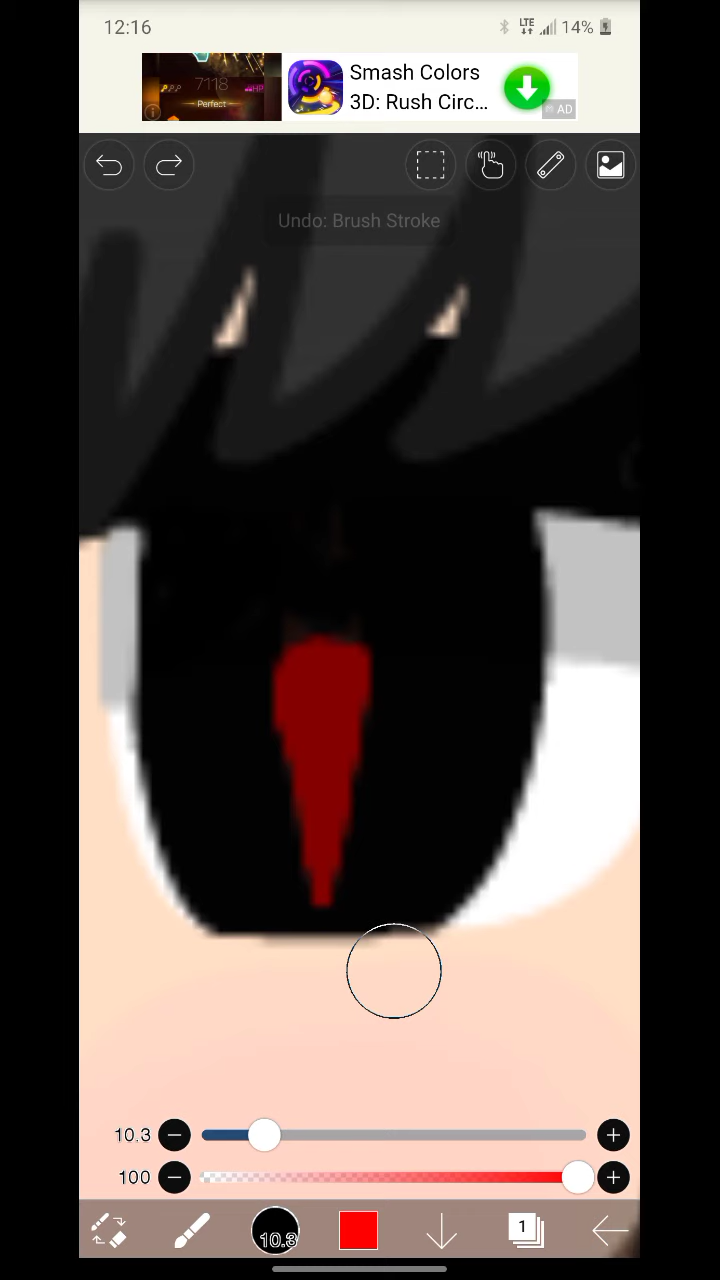 12:16
LTE
14%
7118
Perfect
Smash Colors
3D: Rush Circ...
AD
Undo: Brush Stroke
10.3
100
10.3
1